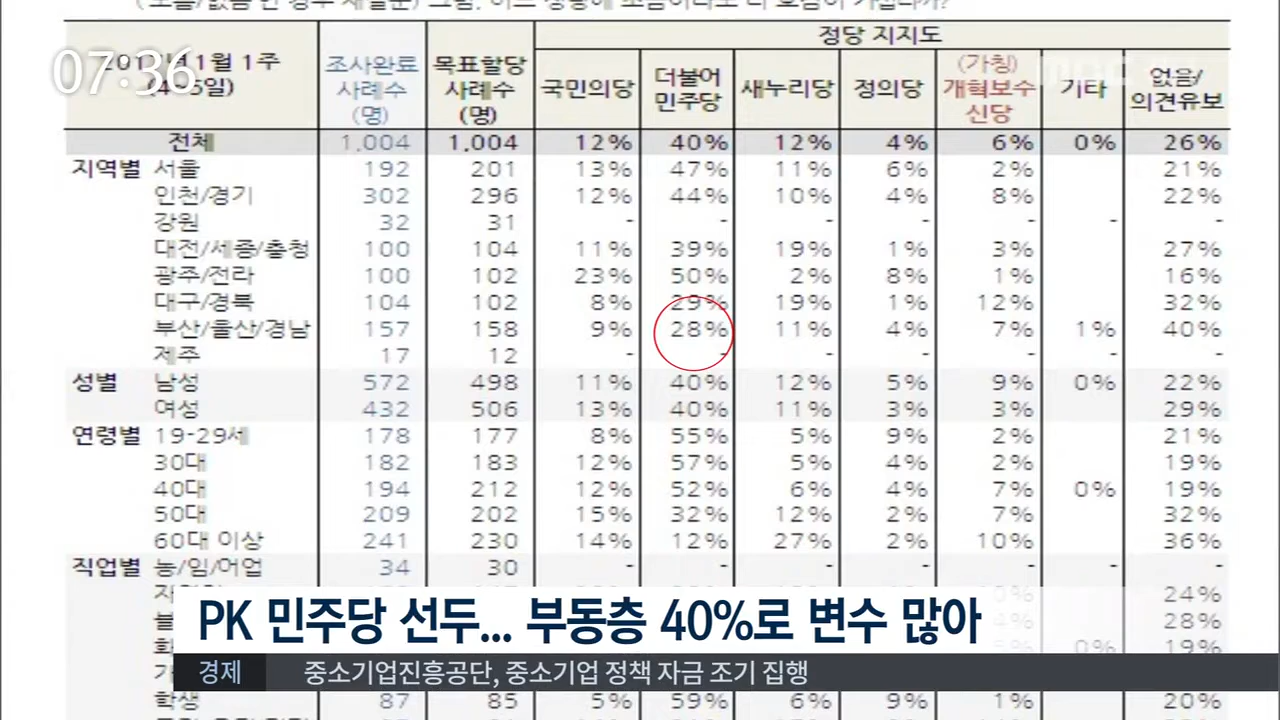 07:36
정당 지지도
1월 1주
조사완료 사례수 (명)
목표할당 사례수 (명)
국민의당
더불어 민주당
새누리당
정의당
(가칭) 개혁보수 신당
기타
없음/ 의견유보
전체 1,004 1,004 12% 40% 12% 4% 6% 0% 26%
지역별 서울 192 201 13% 47% 11% 6% 2% 21%
인천/경기 302 296 12% 44% 10% 4% 8% 22%
강원 32 31 - - - - - - -
대전/세종/충청 100 104 11% 39% 19% 1% 3% 27%
광주/전라 100 102 23% 50% 2% 8% 1% 16%
대구/경북 104 102 8% 29% 19% 1% 12% 32%
부산/울산/경남 157 158 9% 28% 11% 4% 7% 1% 40%
제주 17 12 - - - - - - -
성별 남성 572 498 11% 40% 12% 5% 9% 0% 22%
여성 432 506 13% 40% 11% 3% 3% 29%
연령별 19-29세 178 177 8% 55% 5% 9% 2% 21%
30대 182 183 12% 57% 5% 4% 2% 19%
40대 194 212 12% 52% 6% 4% 7% 0% 19%
50대 209 202 15% 32% 12% 2% 7% 32%
60대 이상 241 230 14% 12% 27% 2% 10% 36%
직업별 농/임/어업 34 30 - - - - - - -
24%
28%
0% 19%
PK 민주당 선두... 부동층 40%로 변수 많아
경제 중소기업진흥공단, 중소기업 정책 자금 조기 집행
학생 87 85 5% 59% 6% 9% 1% 20%